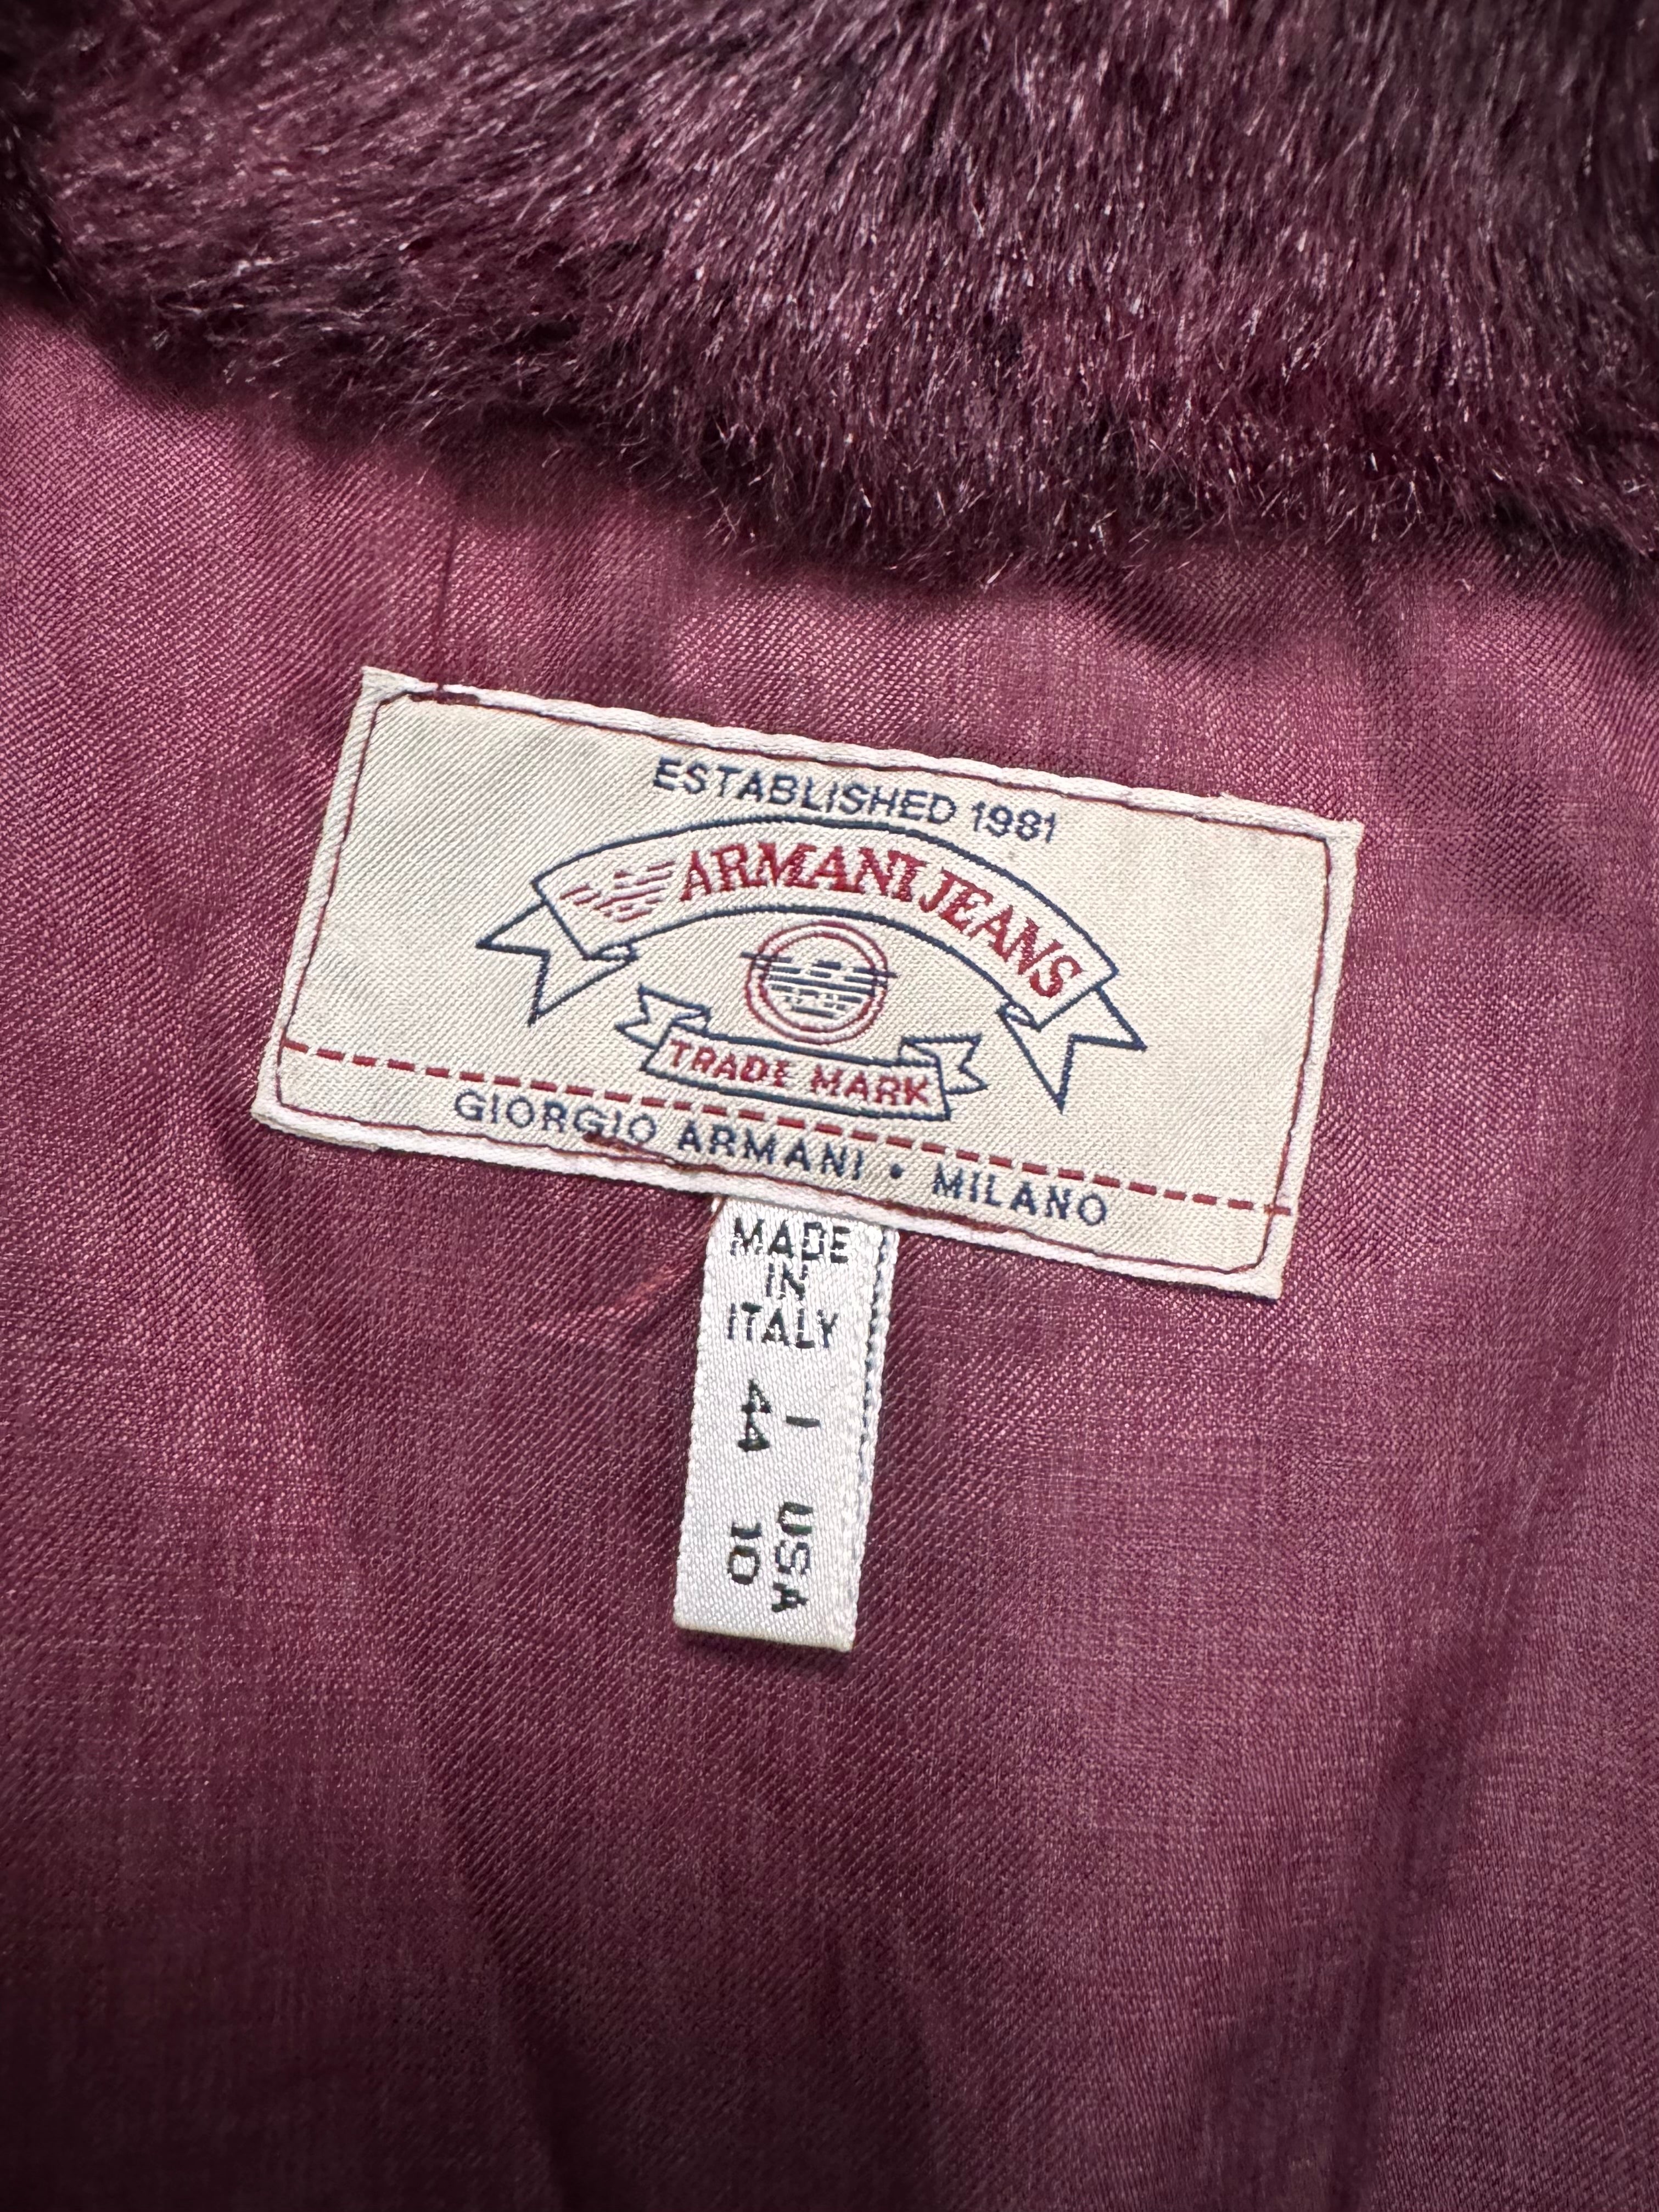 ESTABLISHED 1981
ARMANI JEANS
TRADE MARK
GIORGIO ARMANI • MILANO
MADE
IN
ITALY
I USA
44 10